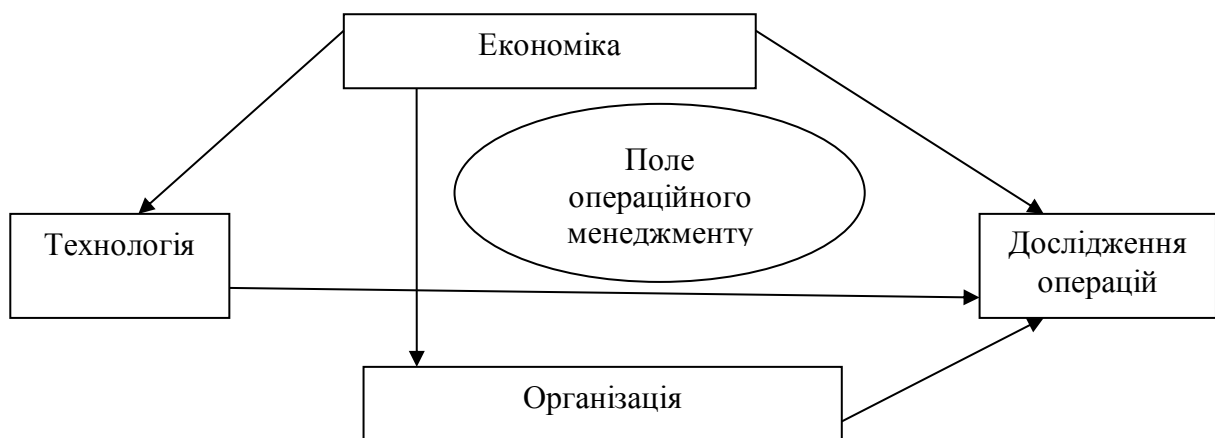 Економіка
Поле
операційного
менеджменту
Технологія
Дослідження
операцій
Організація